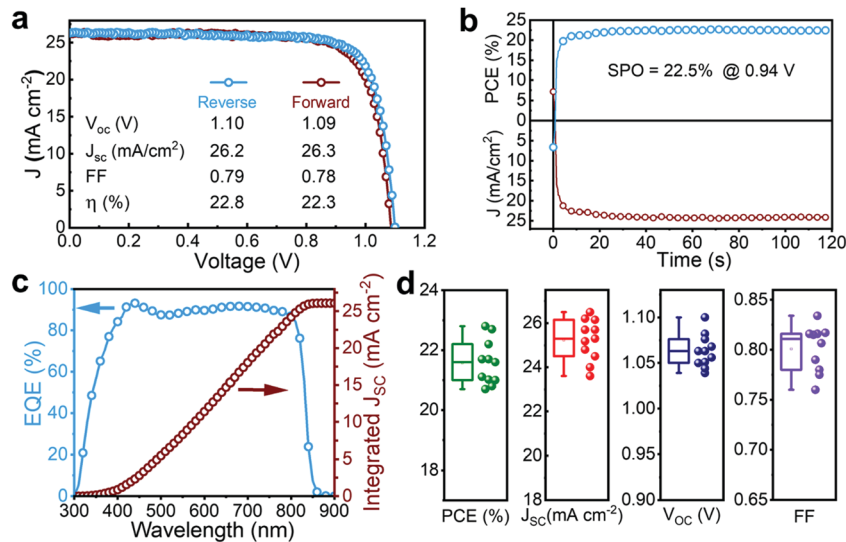 a
J (mA cm-2)
25
20
15
10
5
0
0.0 0.2 0.4 0.6 0.8 1.0 1.2
Voltage (V)
Reverse Forward
Voc (V) 1.10 1.09
Jsc (mA/cm2) 26.2 26.3
FF 0.79 0.78
η (%) 22.8 22.3
b
PCE (%)
J (mA/cm2)
25
20
15
10
5
0
5
10
15
20
25
SPO = 22.5% @ 0.94 V
0 20 40 60 80 100 120
Time (s)
c
EQE (%)
100
80
60
40
20
0
300 400 500 600 700 800 900
Wavelength (nm)
25
20
15
10
5
0
Integrated JSC (mA cm-2)
d
24
22
20
18
PCE (%)
28
26
24
22
20
18
JSC(mA cm-2)
1.10
1.05
1.00
0.95
0.90
VOC (V)
0.85
0.80
0.75
0.70
0.65
FF